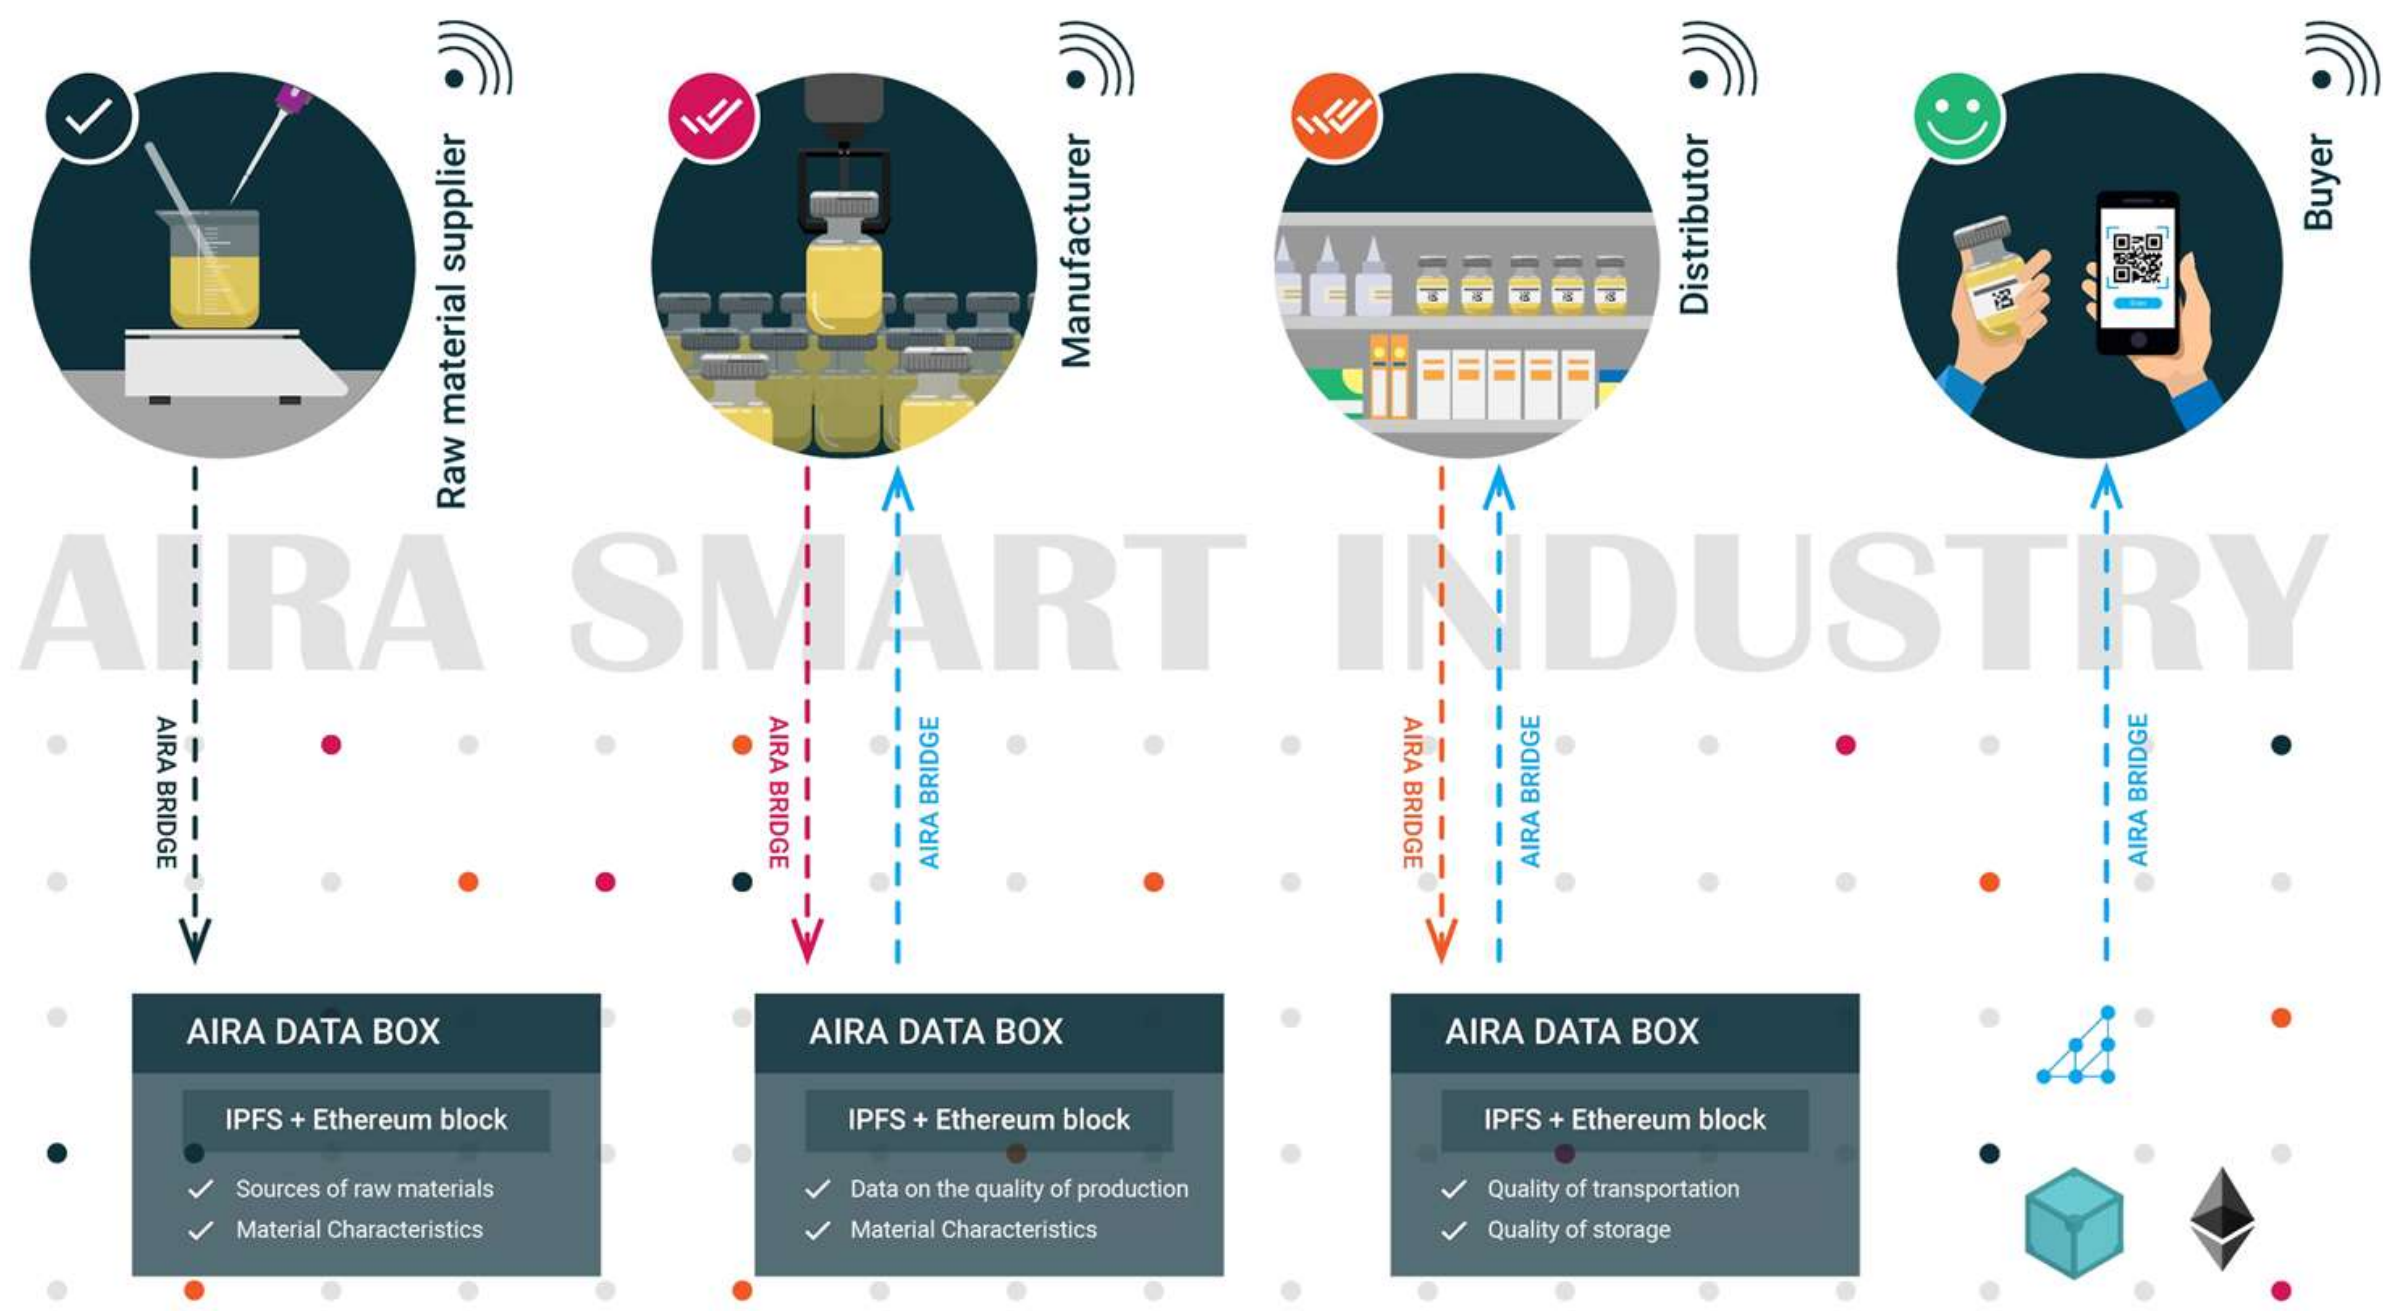 Raw material supplier
Manufacturer
Distributor
Buyer
AIRA SMART INDUSTRY
AIRA BRIDGE
AIRA BRIDGE
AIRA BRIDGE
AIRA BRIDGE
AIRA BRIDGE
AIRA BRIDGE
AIRA DATA BOX
IPFS + Ethereum block
Sources of raw materials
Material Characteristics
AIRA DATA BOX
IPFS + Ethereum block
Data on the quality of production
Material Characteristics
AIRA DATA BOX
IPFS + Ethereum block
Quality of transportation
Quality of storage